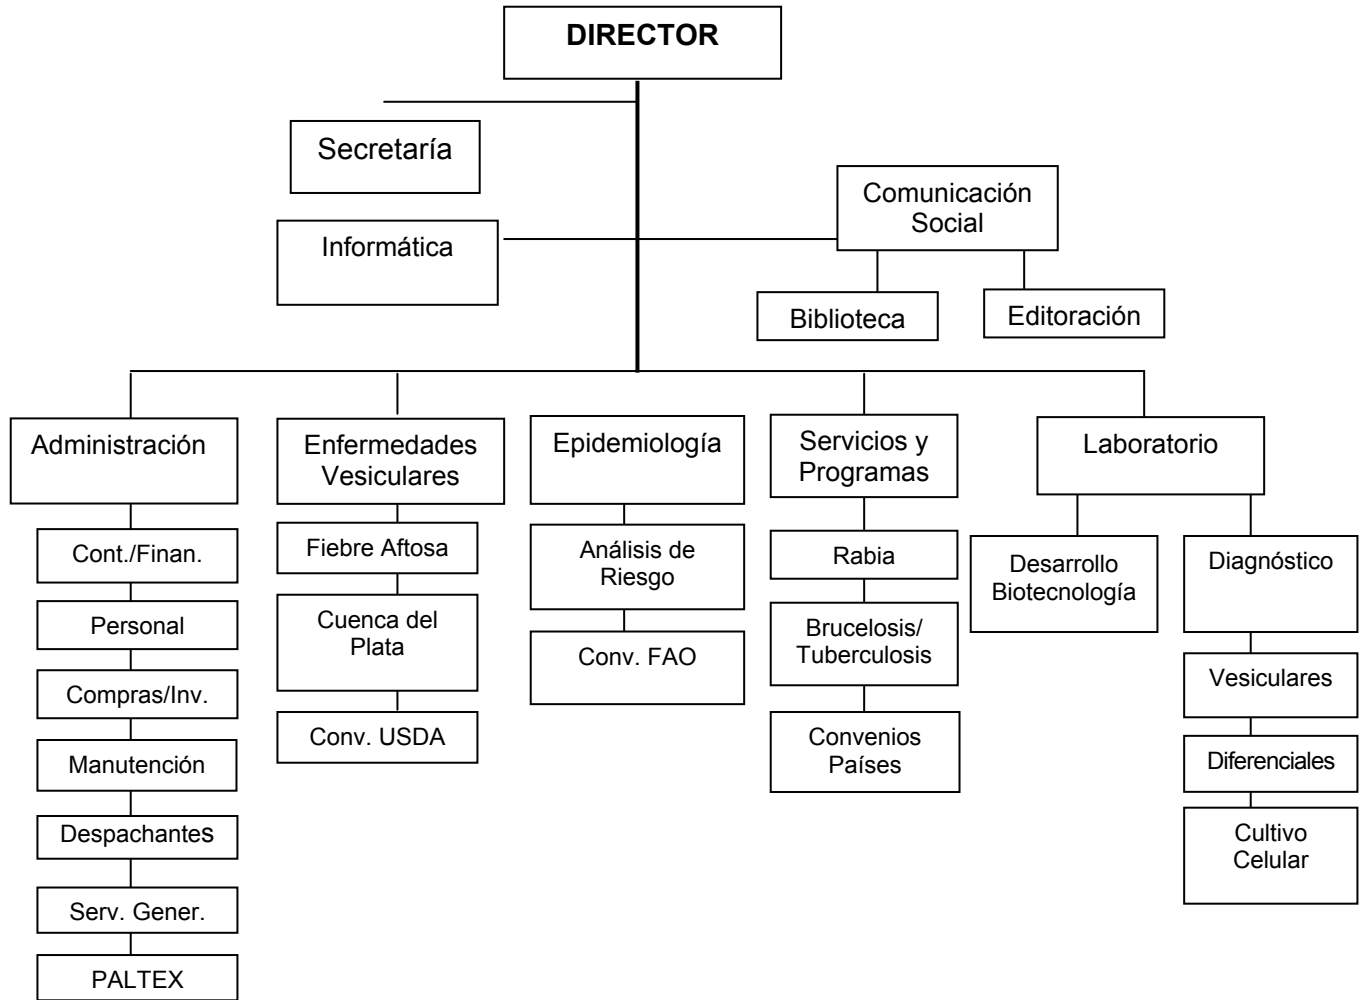 DIRECTOR
Secretaría
Comunicación
Social
Informática
Biblioteca
Editoración
Administración
Enfermedades
Vesiculares
Epidemiología
Servicios y
Programas
Laboratorio
Cont./Finan.
Personal
Compras/Inv.
Manutención
Despachantes
Serv. Gener.
PALTEX
Fiebre Aftosa
Cuenca del
Plata
Conv. USDA
Análisis de
Riesgo
Conv. FAO
Rabia
Brucelosis/
Tuberculosis
Convenios
Países
Desarrollo
Biotecnología
Diagnóstico
Vesiculares
Diferenciales
Cultivo
Celular